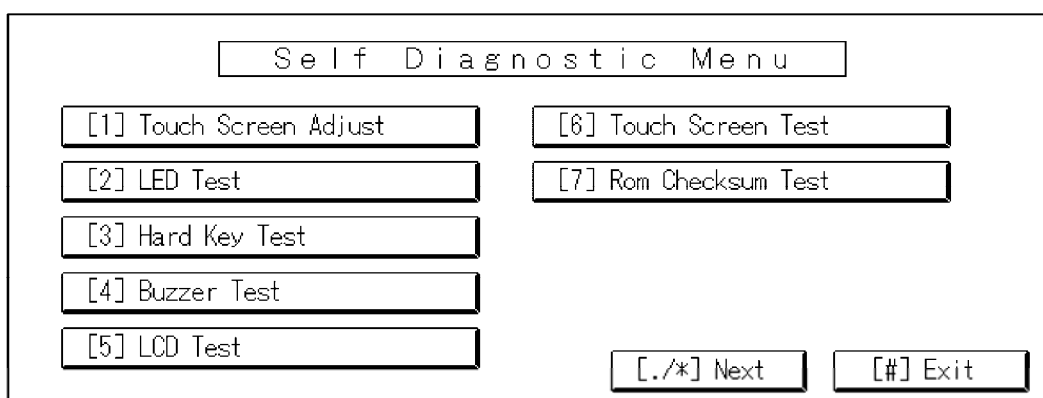 Self Diagnostic Menu
[1] Touch Screen Adjust
[2] LED Test
[3] Hard Key Test
[4] Buzzer Test
[5] LCD Test
[6] Touch Screen Test
[7] Rom Checksum Test
[./*] Next
[#] Exit